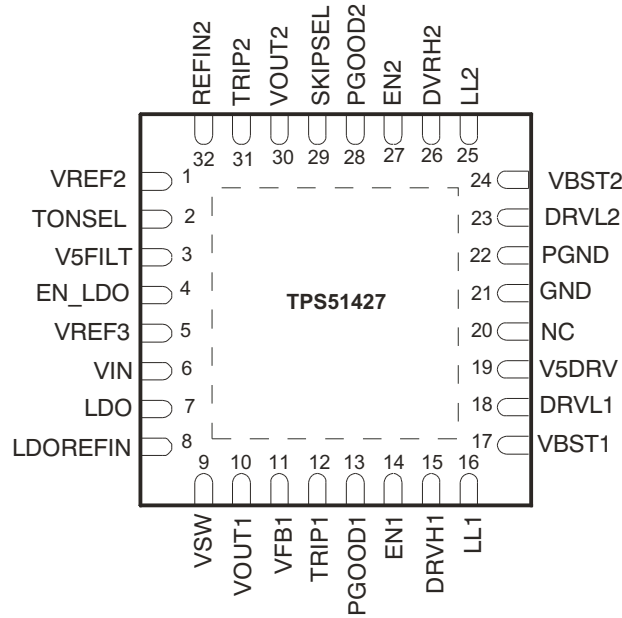 REFIN2
TRIP2
VOUT2
SKIPSEL
PGOOD2
EN2
DVRH2
LL2
32
31
30
29
28
27
26
25
VREF2 1
TONSEL 2
V5FILT 3
EN_LDO 4
VREF3 5
VIN 6
LDO 7
LDOREFIN 8
TPS51427
24 VBST2
23 DRVL2
22 PGND
21 GND
20 NC
19 V5DRV
18 DRVL1
17 VBST1
9
10
11
12
13
14
15
16
VSW
VOUT1
VFB1
TRIP1
PGOOD1
EN1
DRVH1
LL1